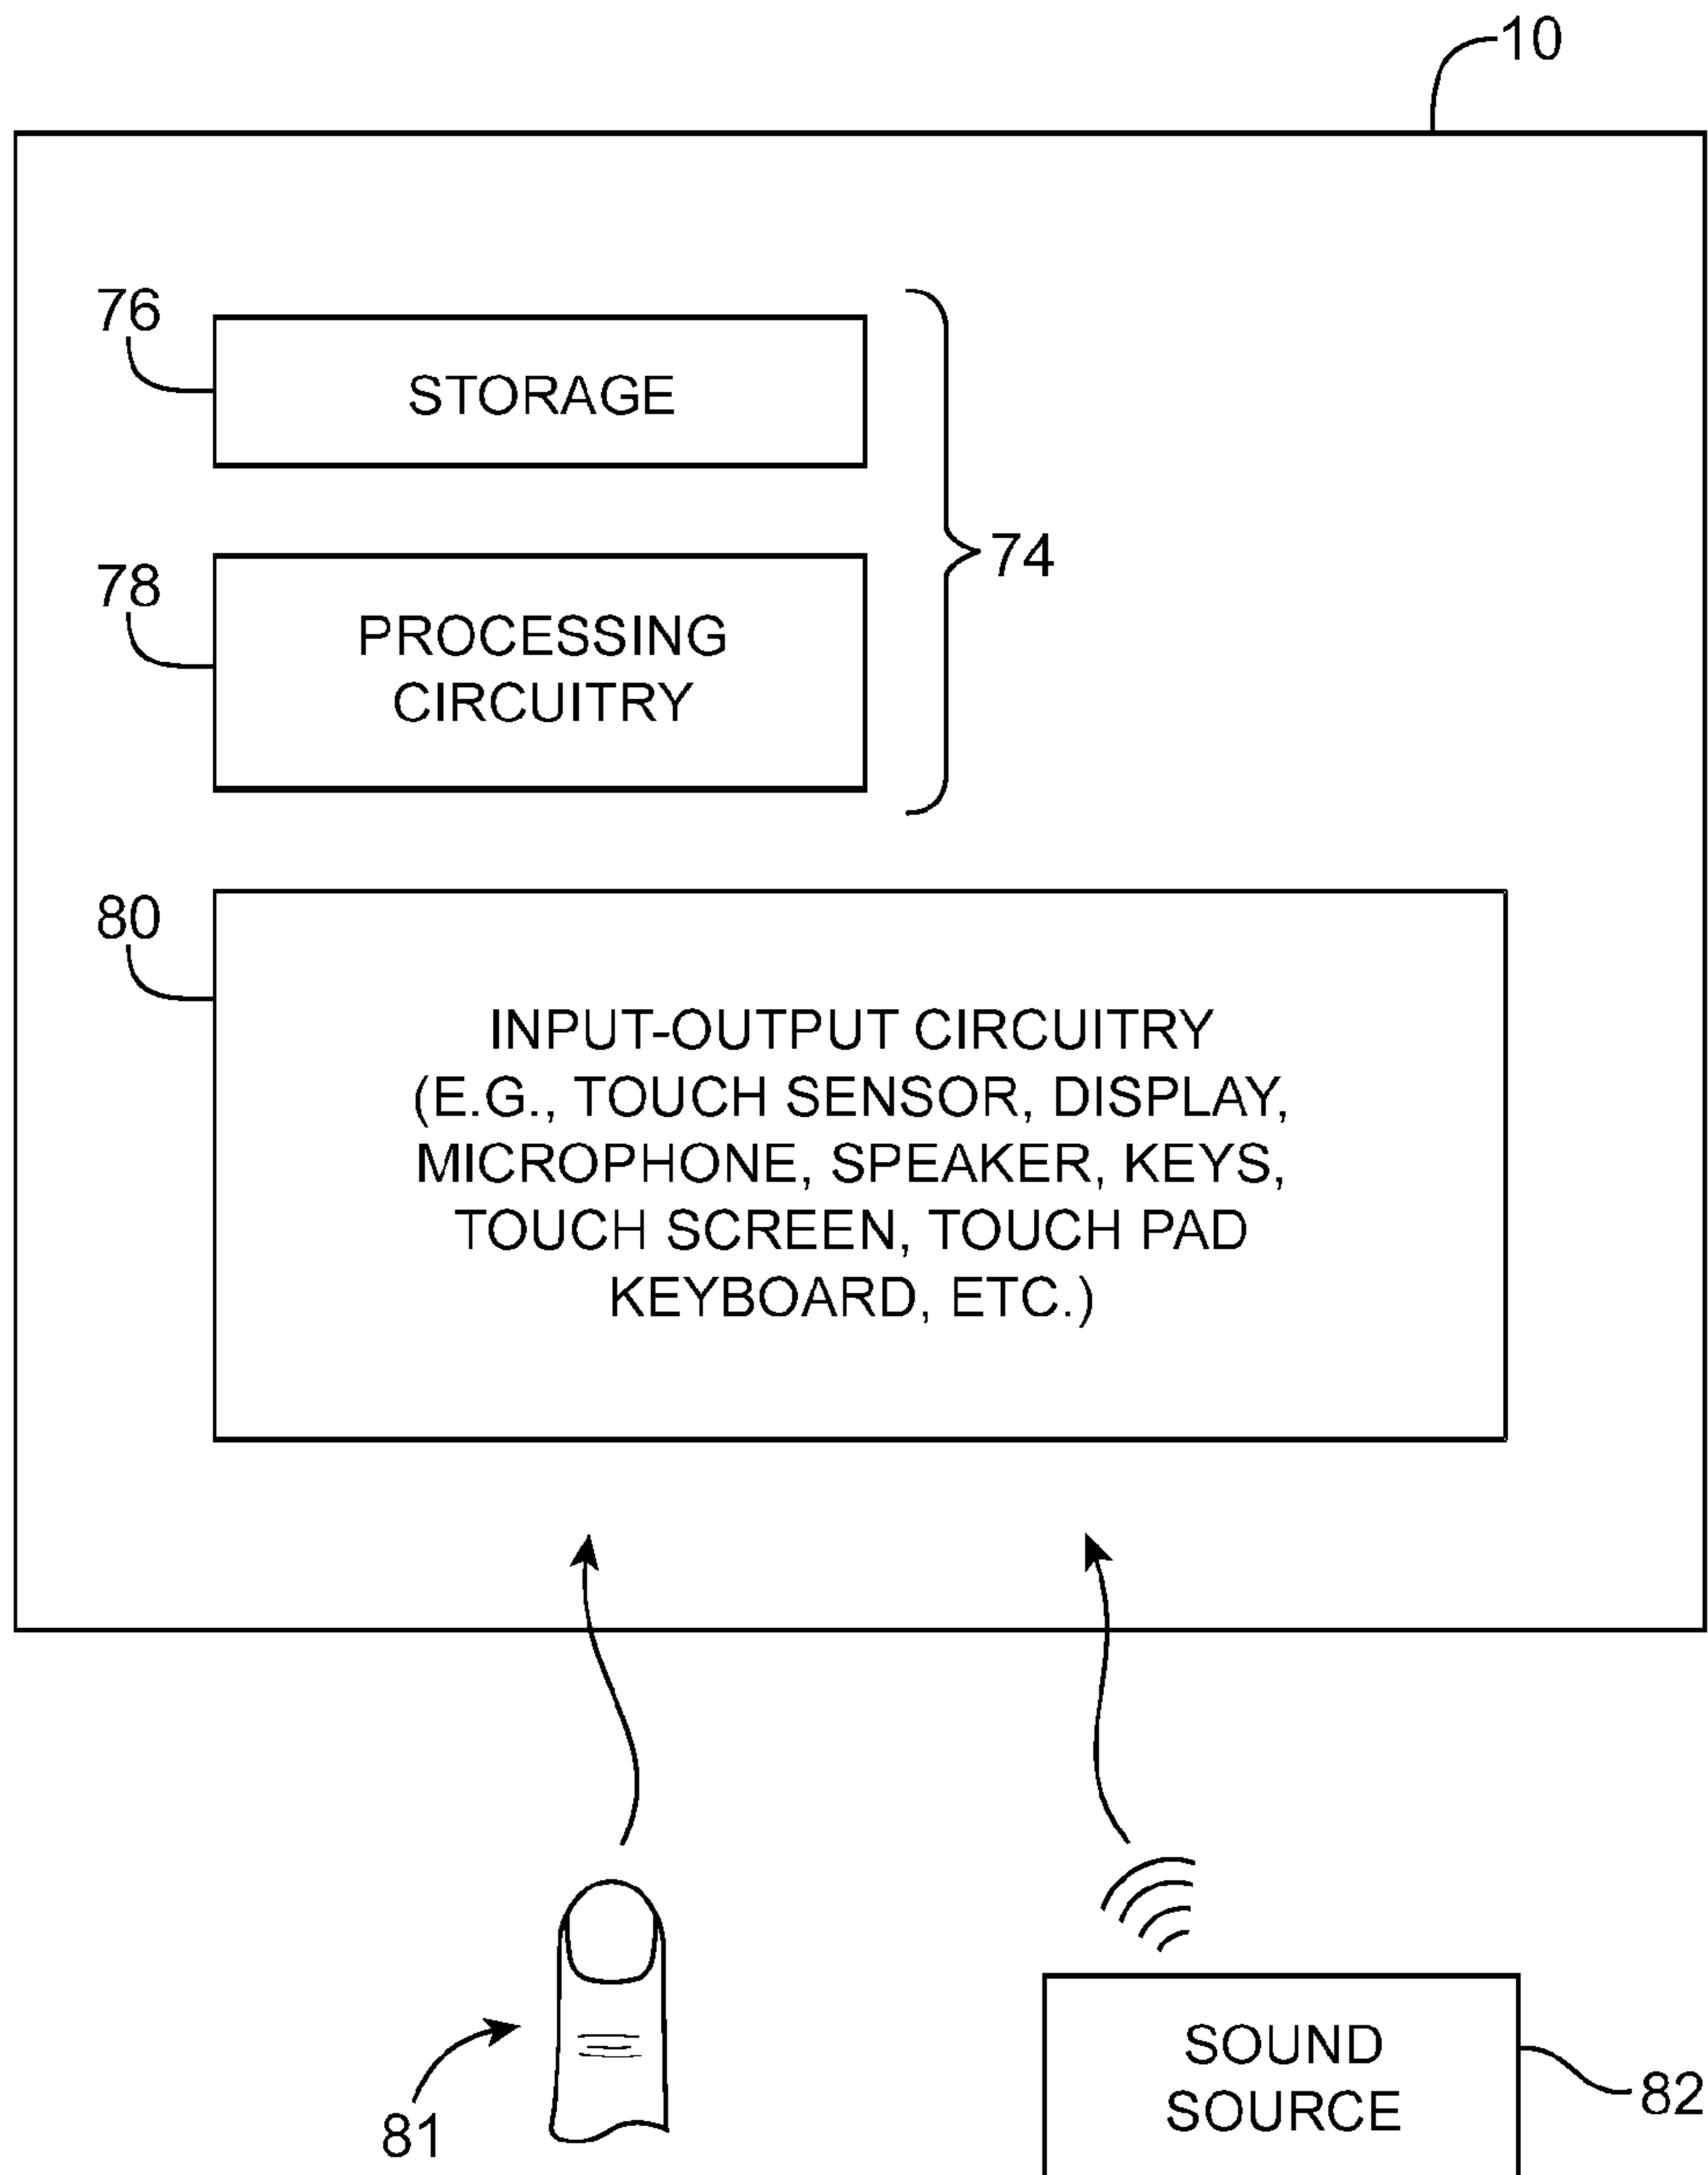 10
76
STORAGE
74
78
PROCESSING
CIRCUITRY
80
INPUT-OUTPUT CIRCUITRY
(E.G., TOUCH SENSOR, DISPLAY,
MICROPHONE, SPEAKER, KEYS,
TOUCH SCREEN, TOUCH PAD
KEYBOARD, ETC.)
81
SOUND
SOURCE
82